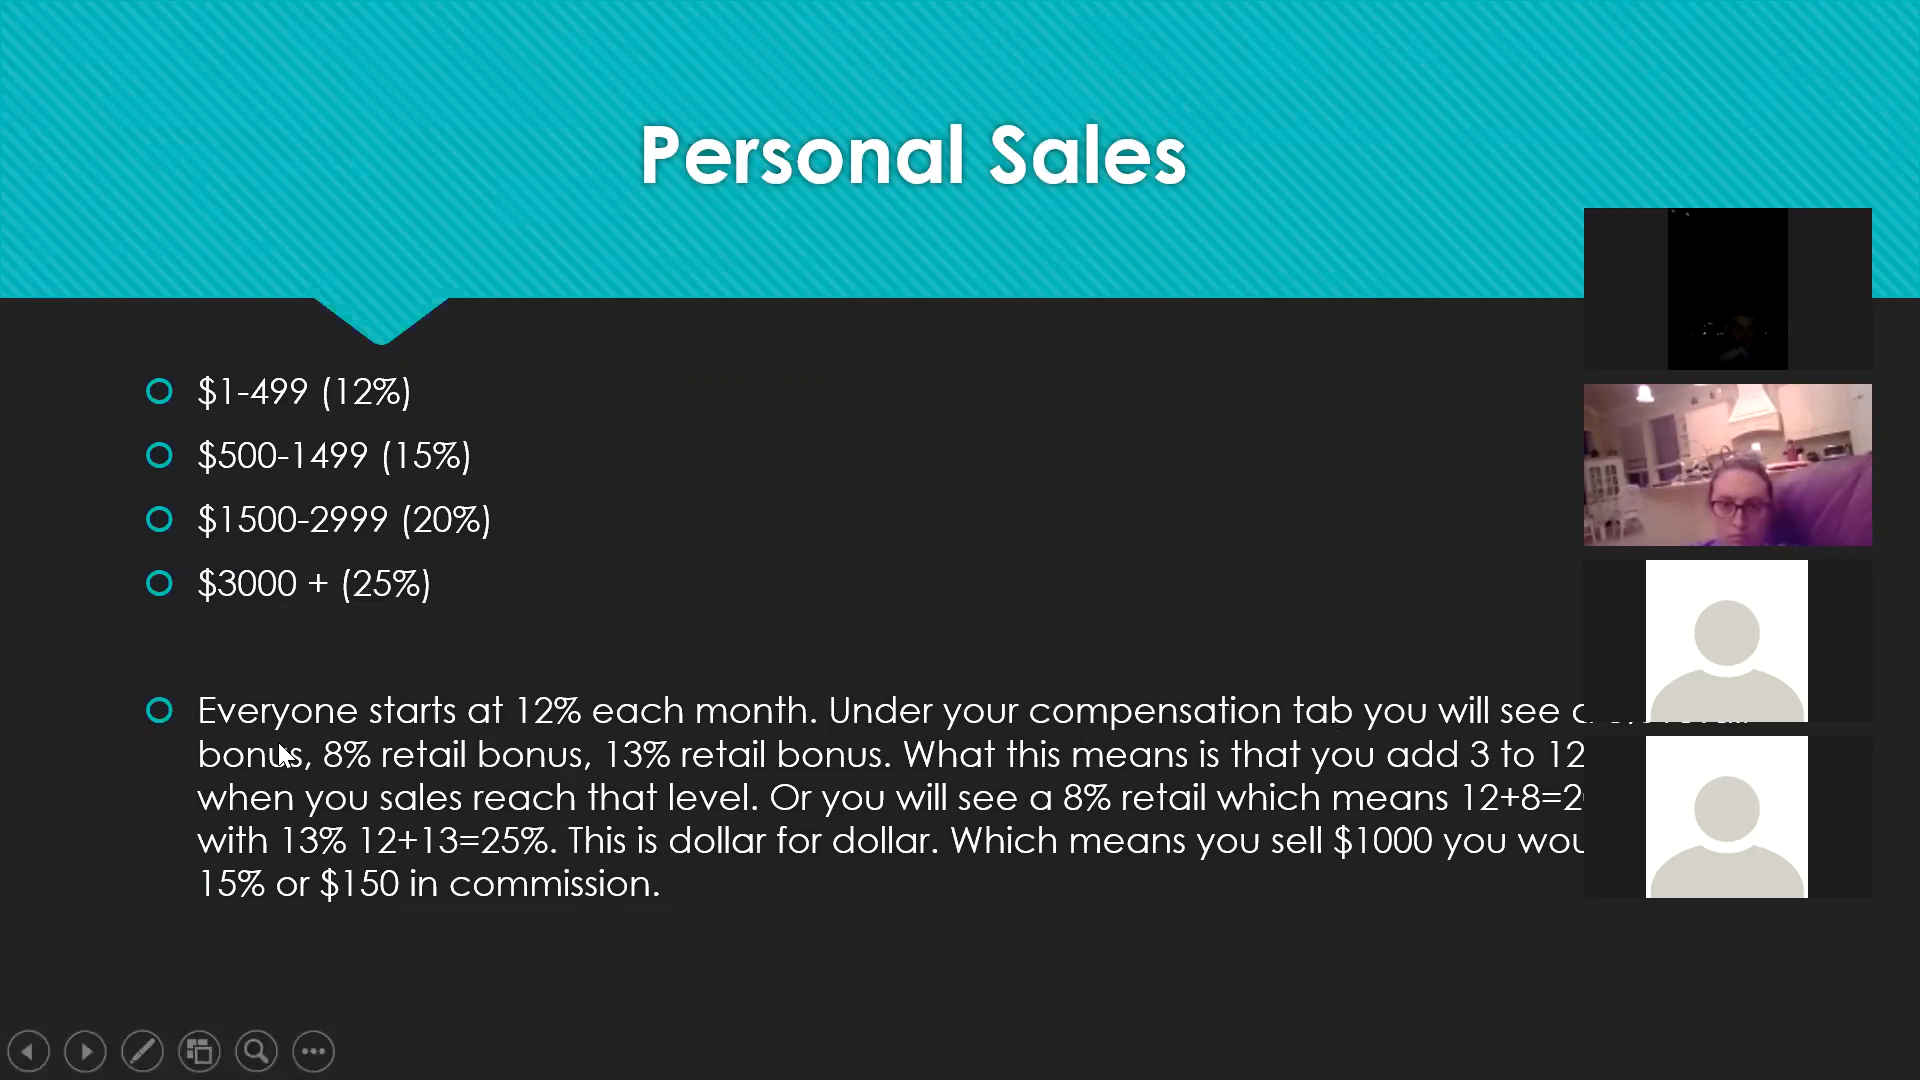 Personal Sales
$1-499 (12%)
$500-1499 (15%)
$1500-2999 (20%)
$3000 + (25%)
Everyone starts at 12% each month. Under your compensation tab you will see
bonus, 8% retail bonus, 13% retail bonus. What this means is that you add 3 to 12
when you sales reach that level. Or you will see a 8% retail which means
with 13% 12+13=25%. This is dollar for dollar. Which means you sell $1000 you
15% or $150 in commission.